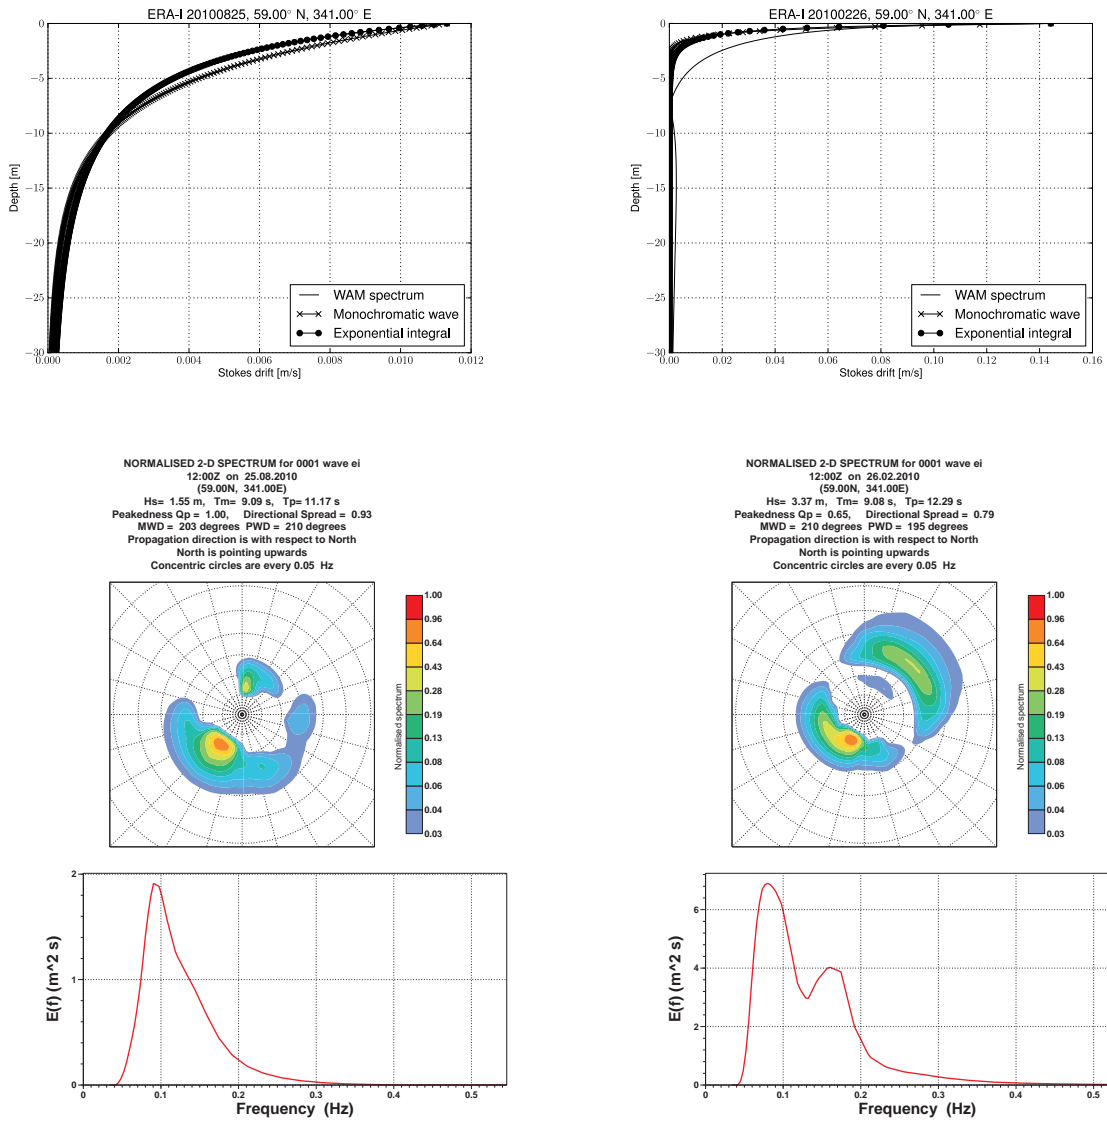 ERA-I 20100825, 59.00° N, 341.00° E
0
−5
−10
−15
−20
−25
−30
Depth [m]
0.000 0.002 0.004 0.006 0.008 0.010 0.012
Stokes drift [m/s]
WAM spectrum
Monochromatic wave
Exponential integral
ERA-I 20100226, 59.00° N, 341.00° E
0
−5
−10
−15
−20
−25
−30
Depth [m]
0.00 0.02 0.04 0.06 0.08 0.10 0.12 0.14 0.16
Stokes drift [m/s]
WAM spectrum
Monochromatic wave
Exponential integral
NORMALISED 2-D SPECTRUM for 0001 wave ei
12:00Z on 25.08.2010
(59.00N, 341.00E)
Hs= 1.55 m, Tm= 9.09 s, Tp= 11.17 s
Peakedness Qp = 1.00, Directional Spread = 0.93
MWD = 203 degrees PWD = 210 degrees
Propagation direction is with respect to North
North is pointing upwards
Concentric circles are every 0.05 Hz
1.00
0.96
0.64
0.43
0.28
0.19
0.13
0.08
0.06
0.04
0.03
Normalised spectrum
NORMALISED 2-D SPECTRUM for 0001 wave ei
12:00Z on 26.02.2010
(59.00N, 341.00E)
Hs= 3.37 m, Tm= 9.08 s, Tp= 12.29 s
Peakedness Qp = 0.65, Directional Spread = 0.79
MWD = 210 degrees PWD = 195 degrees
Propagation direction is with respect to North
North is pointing upwards
Concentric circles are every 0.05 Hz
1.00
0.96
0.64
0.43
0.28
0.19
0.13
0.08
0.06
0.04
0.03
Normalised spectrum
2
1
0
E(f) (m^2 s)
0 0.1 0.2 0.3 0.4 0.5
Frequency (Hz)
6
4
2
0
E(f) (m^2 s)
0 0.1 0.2 0.3 0.4 0.5
Frequency (Hz)